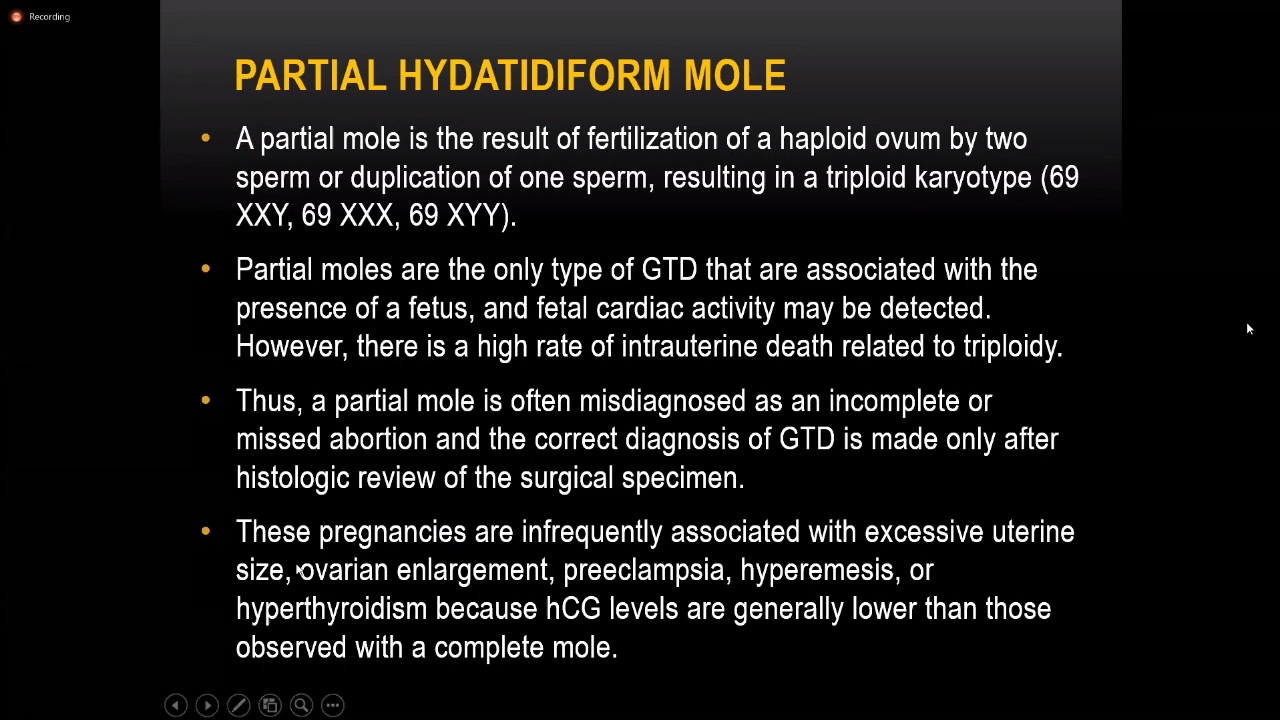 Recording
PARTIAL HYDATIDIFORM MOLE
• A partial mole is the result of fertilization of a haploid ovum by two
sperm or duplication of one sperm, resulting in a triploid karyotype (69
XXY, 69 XXX, 69 XYY).
• Partial moles are the only type of GTD that are associated with the
presence of a fetus, and fetal cardiac activity may be detected.
However, there is a high rate of intrauterine death related to triploidy.
• Thus, a partial mole is often misdiagnosed as an incomplete or
missed abortion and the correct diagnosis of GTD is made only after
histologic review of the surgical specimen.
• These pregnancies are infrequently associated with excessive uterine
size, ovarian enlargement, preeclampsia, hyperemesis, or
hyperthyroidism because hCG levels are generally lower than those
observed with a complete mole.